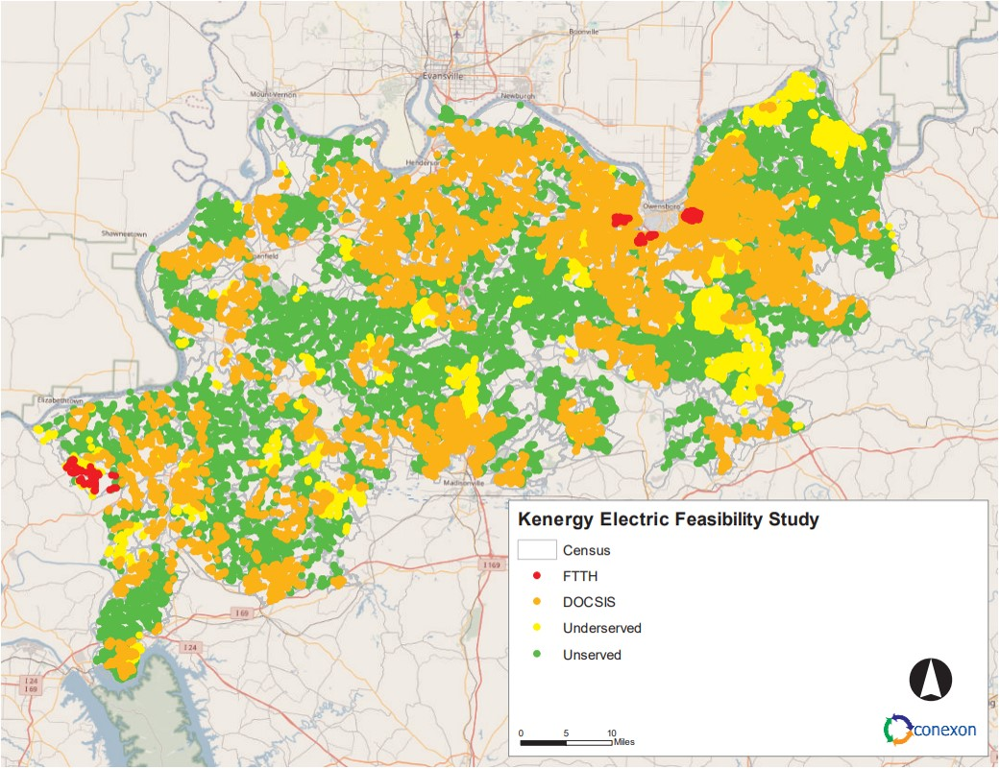 Boonville
Evansville
Mount Vernon
Newburgh
Henderson
Owensboro
Shawneetown
ganfield
Elizabethtown
Madisonville
I 169
I 69
I 24
I 24
I 69
Kenergy Electric Feasibility Study
Census
FTTH
DOCSIS
Underserved
Unserved
0 5 10
Miles
conexon